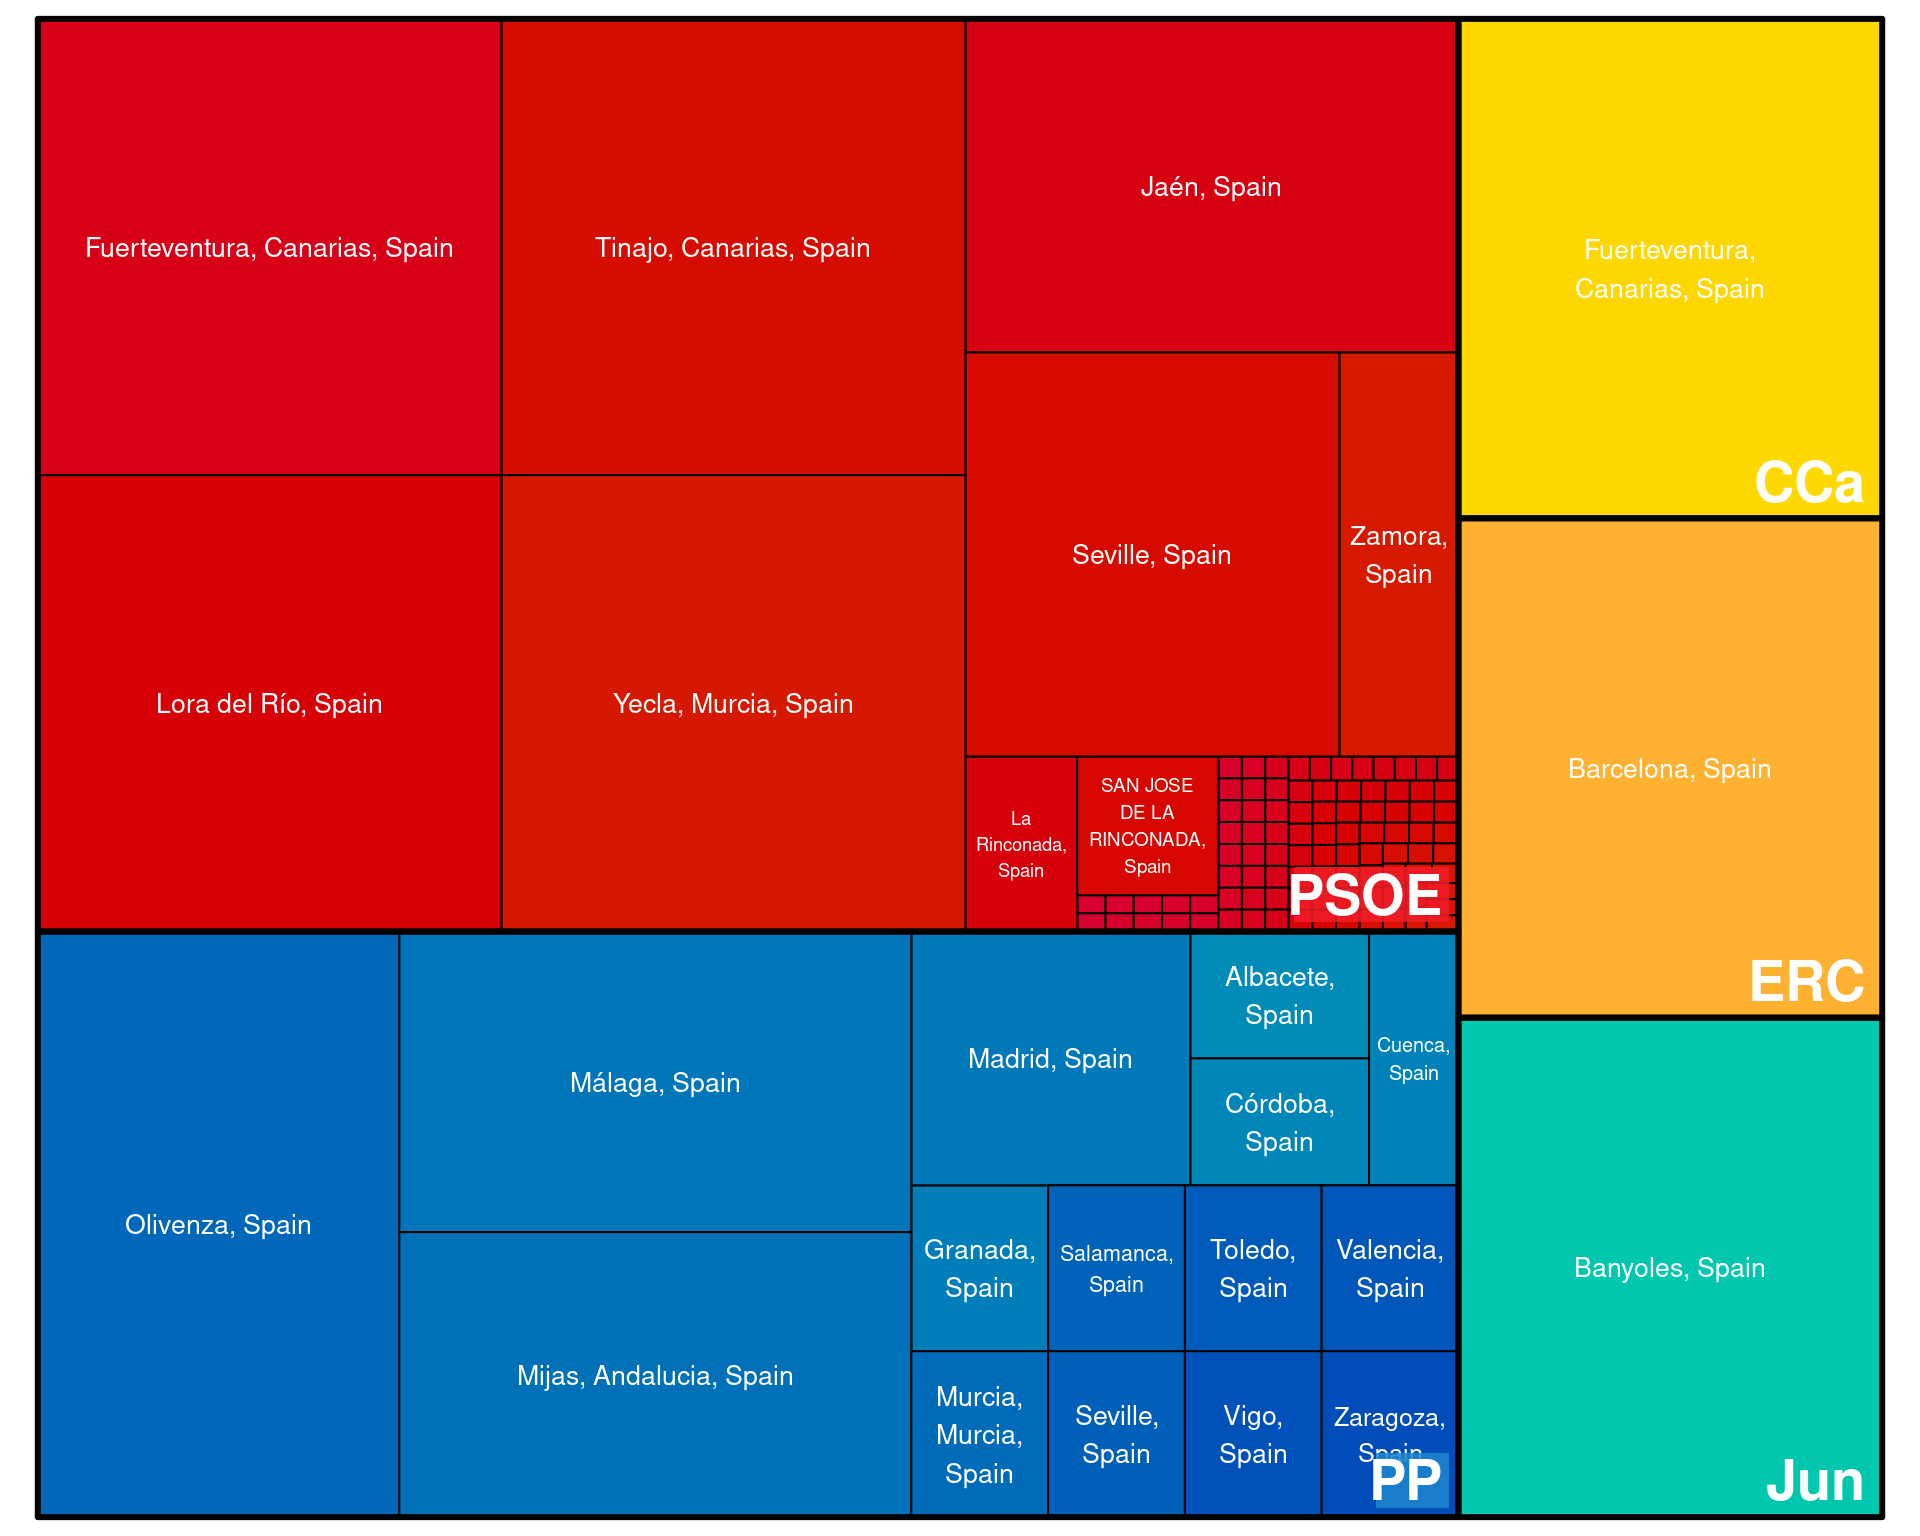 Fuerteventura, Canarias, Spain
Tinajo, Canarias, Spain
Jaén, Spain
Lora del Río, Spain
Yecla, Murcia, Spain
Seville, Spain
Zamora,
Spain
La
Rinconada,
Spain
SAN JOSE
DE LA
RINCONADA,
Spain
PSOE
Fuerteventura,
Canarias, Spain
CCa
Barcelona, Spain
ERC
Olivenza, Spain
Málaga, Spain
Mijas, Andalucia, Spain
Madrid, Spain
Albacete,
Spain
Córdoba,
Spain
Cuenca,
Spain
Granada,
Spain
Salamanca,
Spain
Toledo,
Spain
Valencia,
Spain
Murcia,
Murcia,
Spain
Seville,
Spain
Vigo,
Spain
Zaragoza,
Spain
PP
Banyoles, Spain
Jun